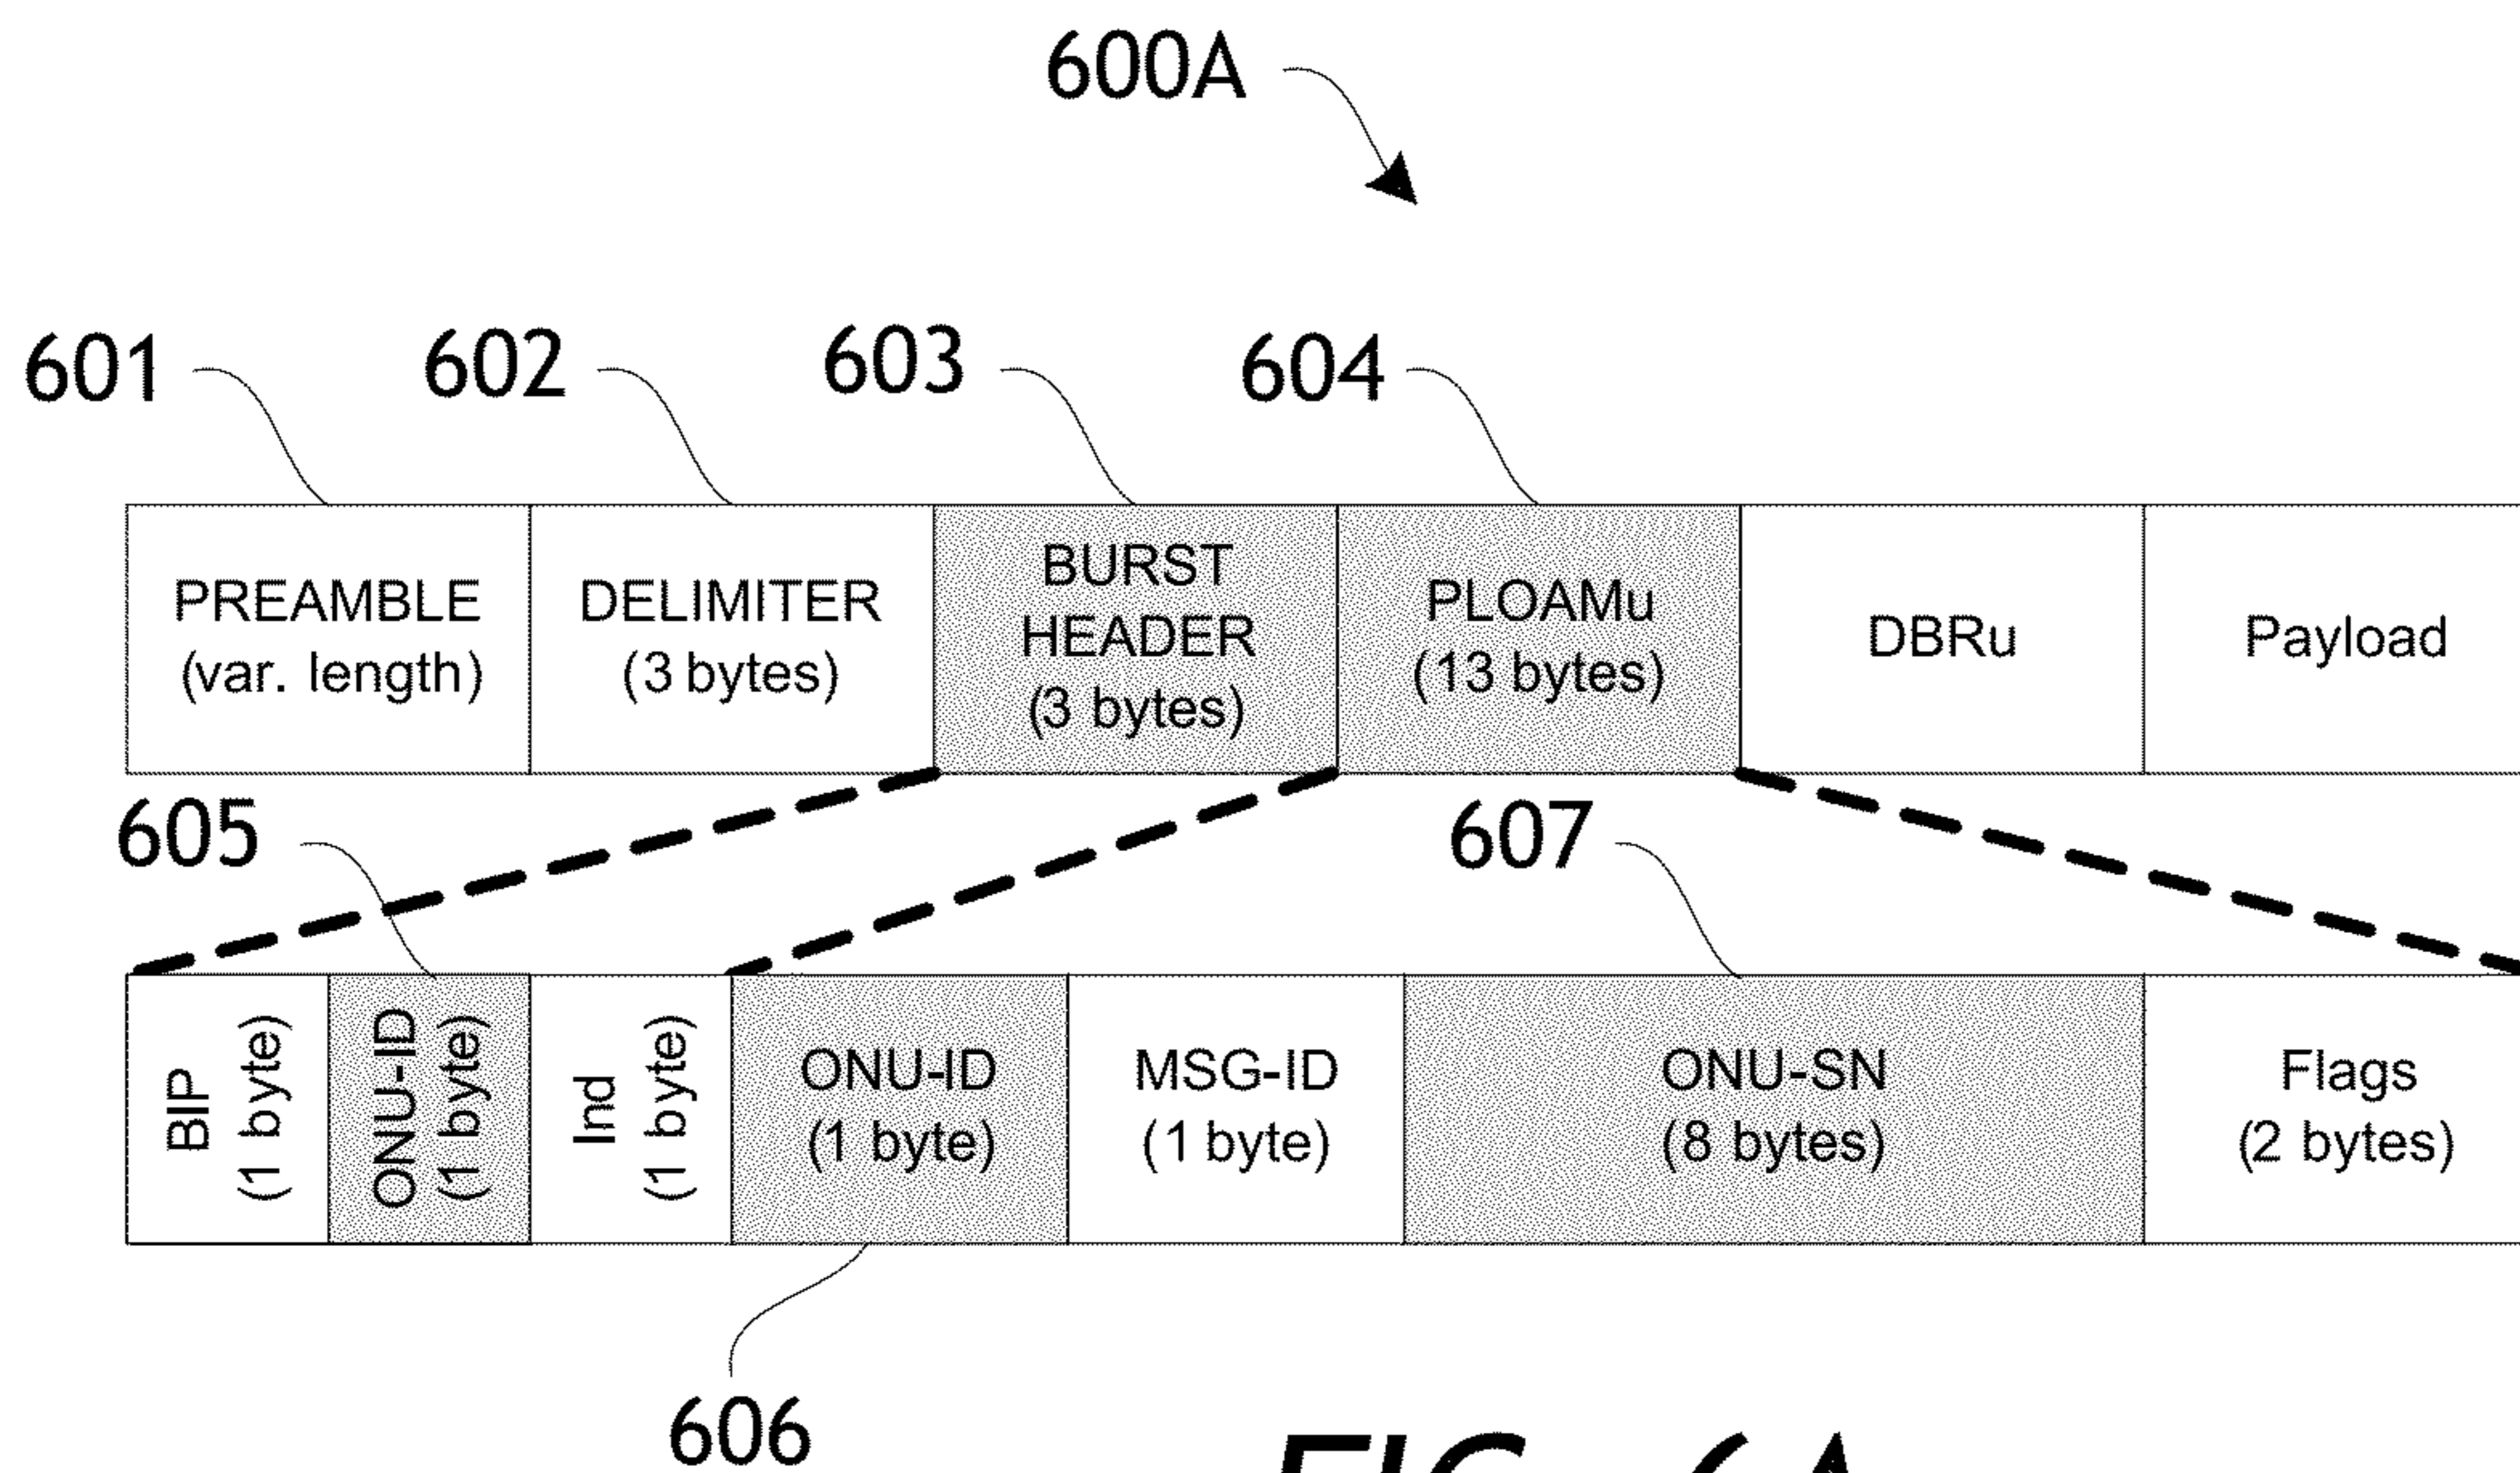 600A
601
602
603
604
PREAMBLE
(var. length)
DELIMITER
(3 bytes)
BURST
HEADER
(3 bytes)
PLOAMu
(13 bytes)
DBRu
Payload
605
607
BIP
(1 byte)
ONU-ID
(1 byte)
Ind
(1 byte)
ONU-ID
(1 byte)
MSG-ID
(1 byte)
ONU-SN
(8 bytes)
Flags
(2 bytes)
606